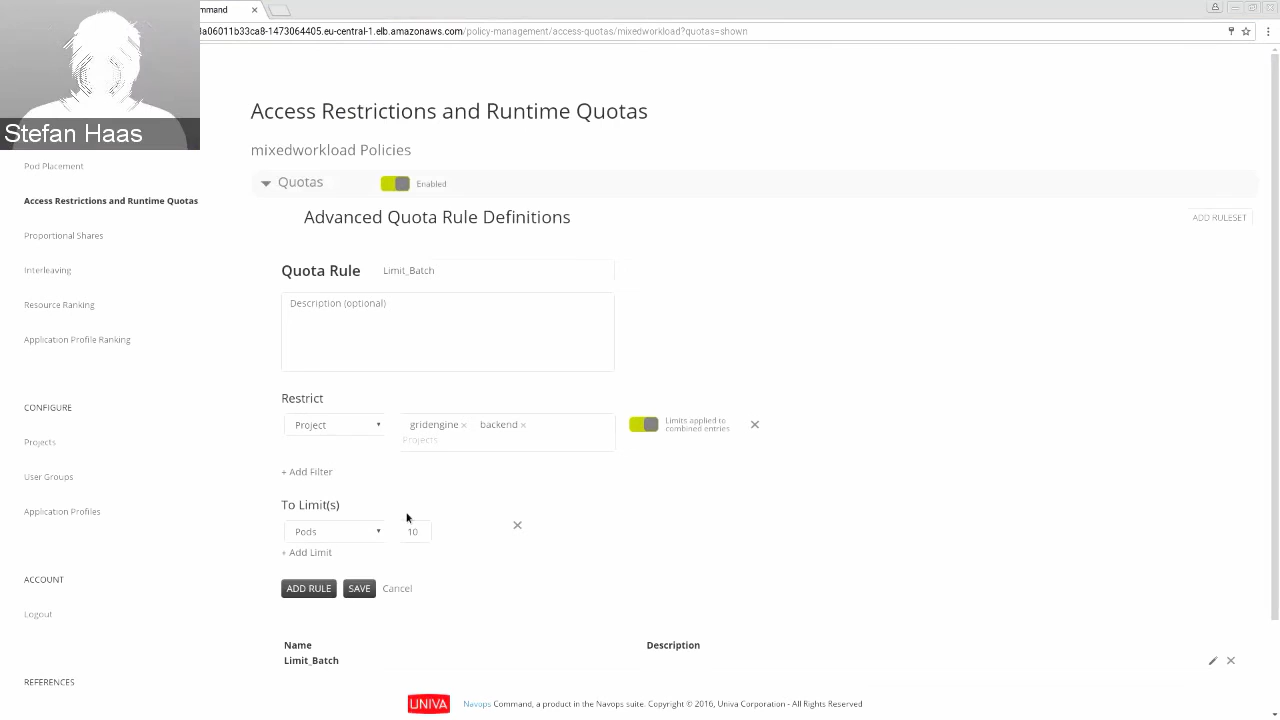 mmand
Stefan Haas
la06011b33ca8-1473064405.eu-central-1.elb.amazonaws.com/policy-management/access-quotas/mixedworkload?quotas=shown
Pod Placement
Access Restrictions and Runtime Quotas
Proportional Shares
Interleaving
Resource Ranking
Application Profile Ranking
CONFIGURE
Projects
User Groups
Application Profiles
ACCOUNT
Logout
REFERENCES
Access Restrictions and Runtime Quotas
mixedworkload Policies
Quotas Enabled
Advanced Quota Rule Definitions ADD RULESET
Quota Rule Limit_Batch
Description (optional)
Restrict
Project gridengine × backend × Limits applied to
Projects combined entries
+ Add Filter
To Limit(s)
Pods 10
+ Add Limit
ADD RULE SAVE Cancel
Name Description
Limit_Batch
UNIVA Navops Command, a product in the Navops suite. Copyright © 2016, Univa Corporation - All Rights Reserved